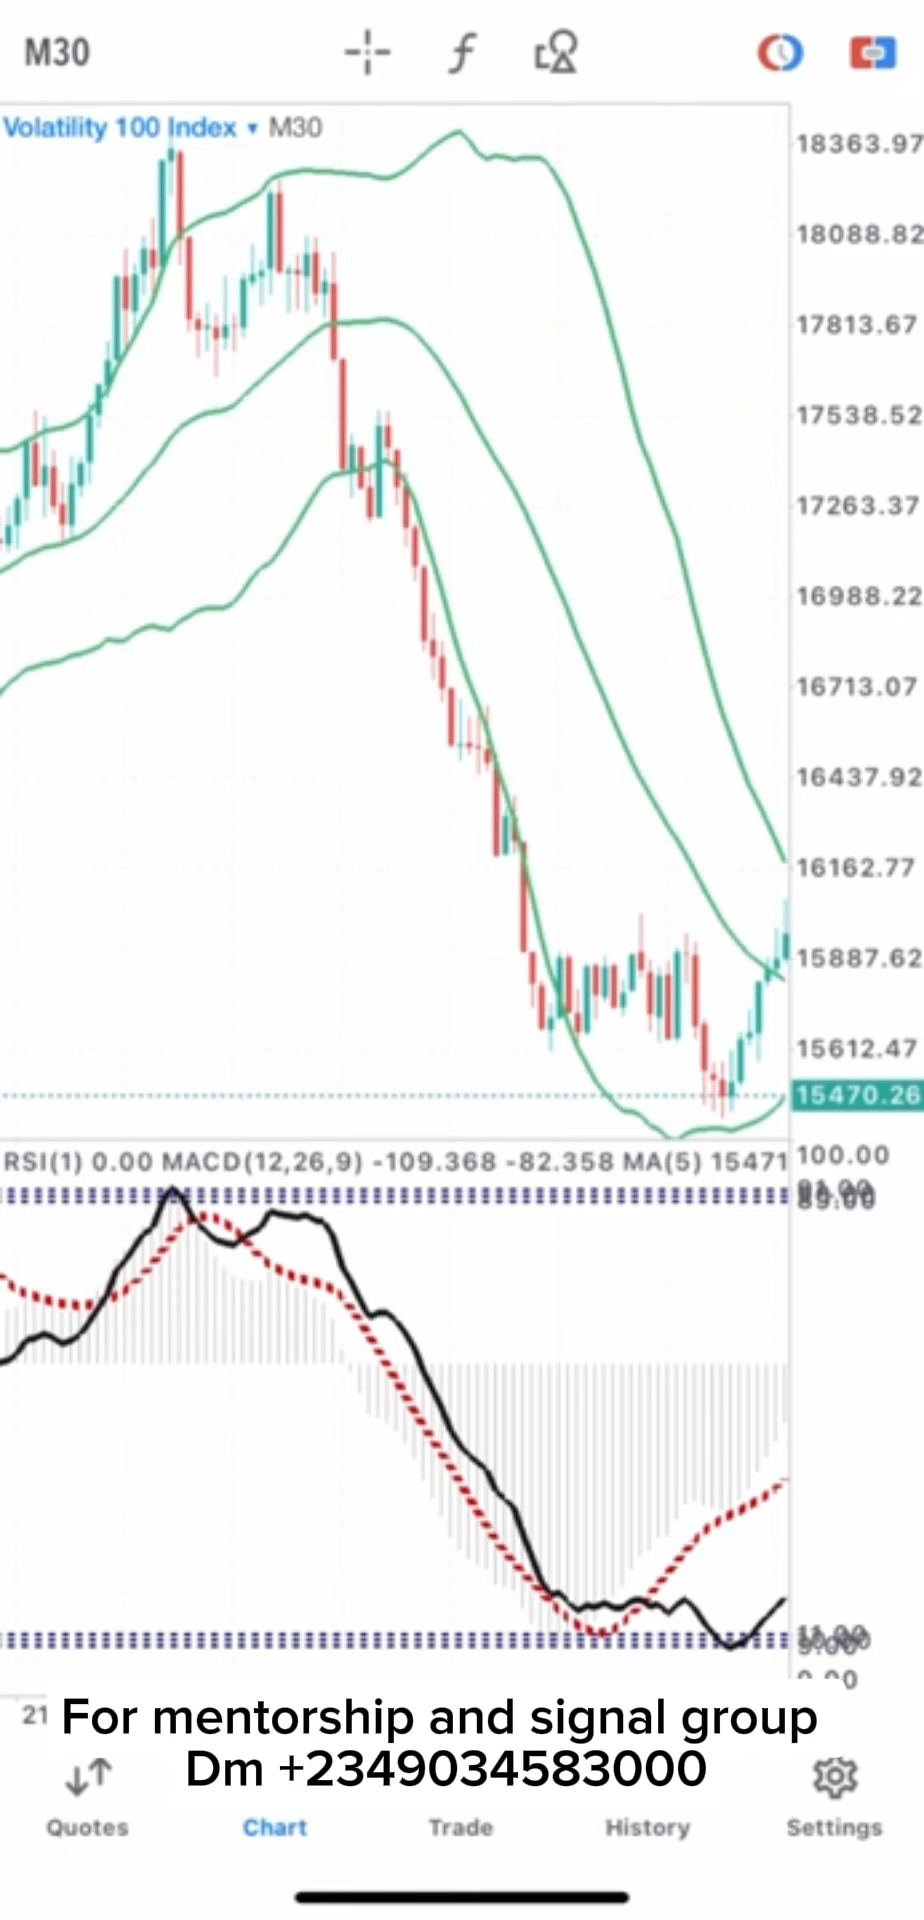 M30
Volatility 100 Index ▾ M30
18363.97
18088.82
17813.67
17538.52
17263.37
16988.22
16713.07
16437.92
16162.77
15887.62
15612.47
15470.26
RSI(1) 0.00 MACD(12,26,9) -109.368 -82.358 MA(5) 15471
100.00
21
For mentorship and signal group
Dm +2349034583000
Quotes
Chart
Trade
History
Settings